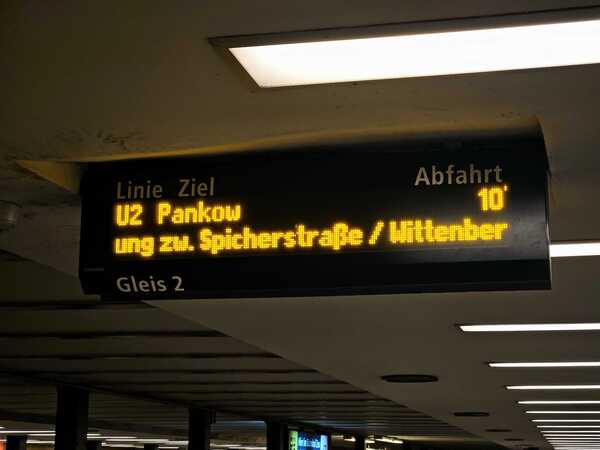 Linie Ziel Abfahrt
U2 Pankow 10'
ung zw. Spicherstraße / Wittenber
Gleis 2